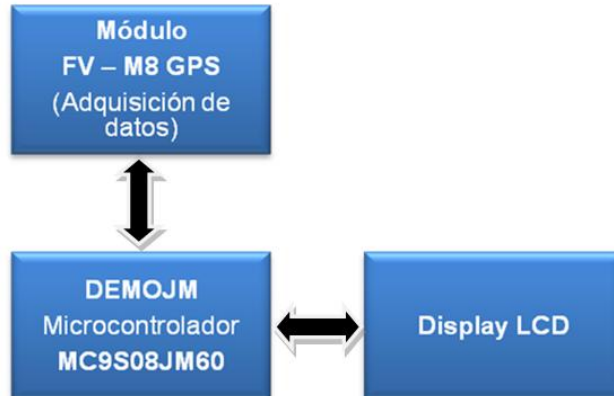 Módulo
FV – M8 GPS
(Adquisición de
datos)
DEMOJM
Microcontrolador
MC9S08JM60
Display LCD